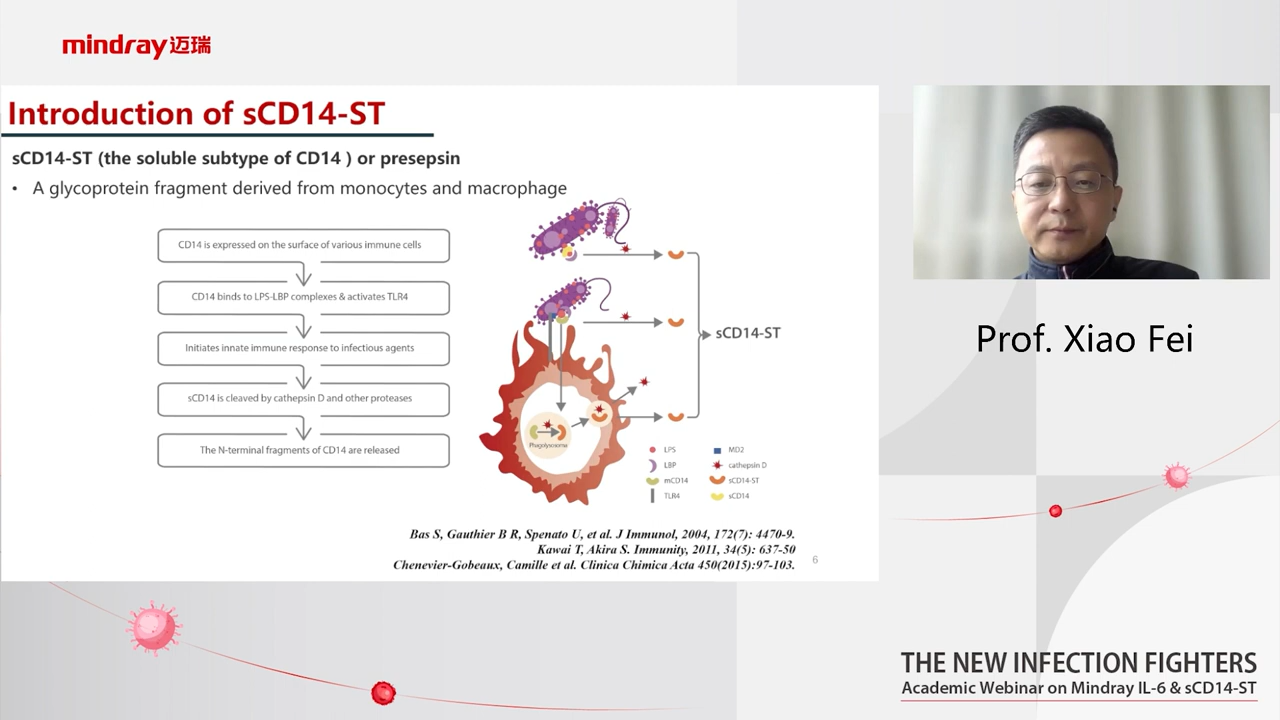 mindray迈瑞
Introduction of sCD14-ST
sCD14-ST (the soluble subtype of CD14 ) or presepsin
• A glycoprotein fragment derived from monocytes and macrophage
CD14 is expressed on the surface of various immune cells
CD14 binds to LPS-LBP complexes & activates TLR4
Initiates innate immune response to infectious agents
sCD14 is cleaved by cathepsin D and other proteases
The N-terminal fragments of CD14 are released
sCD14-ST
Phagolysosoma
LPS
MD2
LBP
cathepsin D
mCD14
sCD14-ST
TLR4
sCD14
Bas S, Gauthier B R, Spenato U, et al. J Immunol, 2004, 172(7): 4470-9.
Kawai T, Akira S. Immunity, 2011, 34(5): 637-50
Chenevier-Gobeaux, Camille et al. Clinica Chimica Acta 450(2015):97-103.
6
Prof. Xiao Fei
THE NEW INFECTION FIGHTERS
Academic Webinar on Mindray IL-6 & sCD14-ST